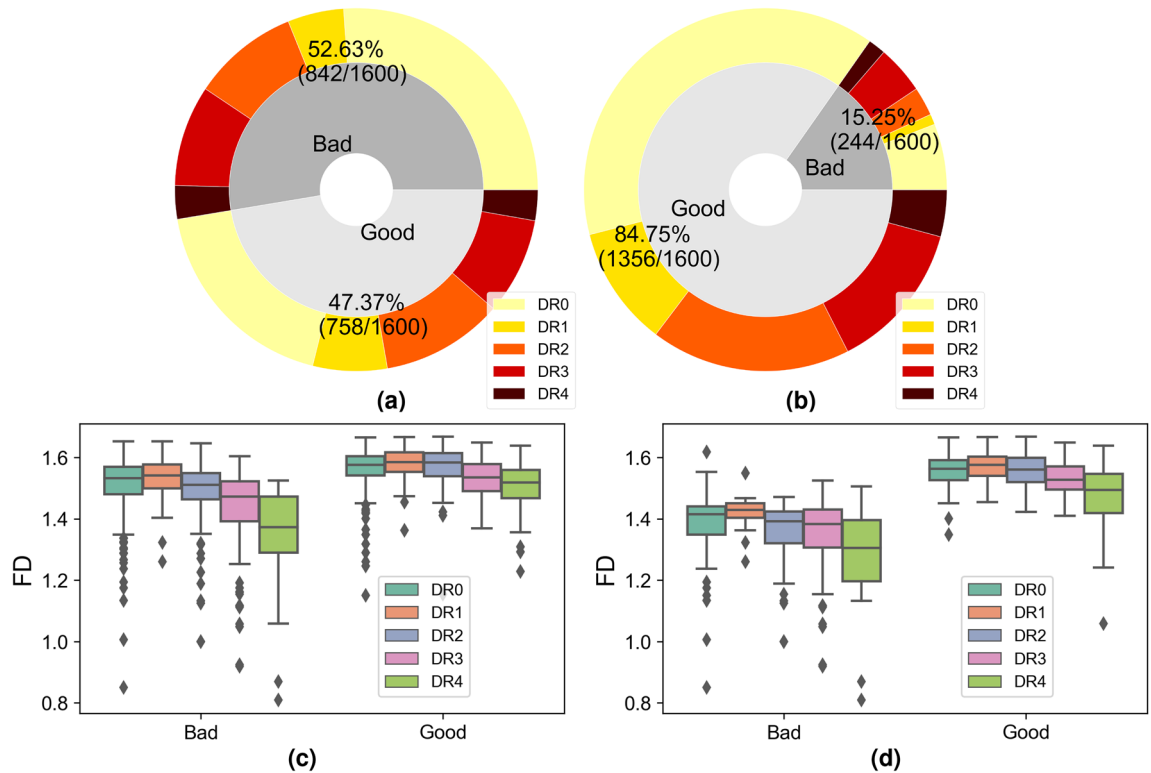 52.63%
(842/1600)
Bad
Good
47.37%
(758/1600)
DR0
DR1
DR2
DR3
DR4
(a)
15.25%
(244/1600)
Bad
Good
84.75%
(1356/1600)
DR0
DR1
DR2
DR3
DR4
(b)
FD
1.6
1.4
1.2
1.0
0.8
DR0
DR1
DR2
DR3
DR4
Bad
Good
(c)
FD
1.6
1.4
1.2
1.0
0.8
DR0
DR1
DR2
DR3
DR4
Bad
Good
(d)